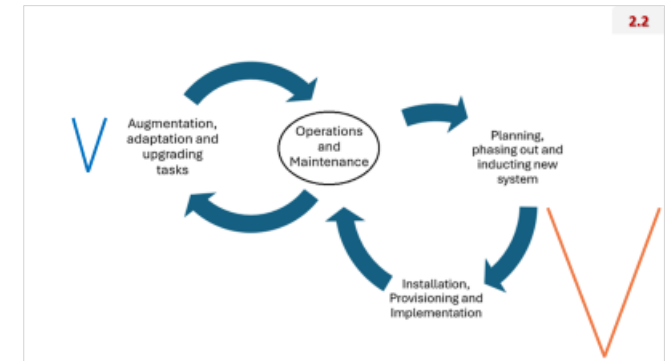 2.2
Augmentation,
adaptation and
upgrading
tasks
Operations
and
Maintenance
Planning,
phasing out and
inducting new
system
Installation,
Provisioning and
Implementation